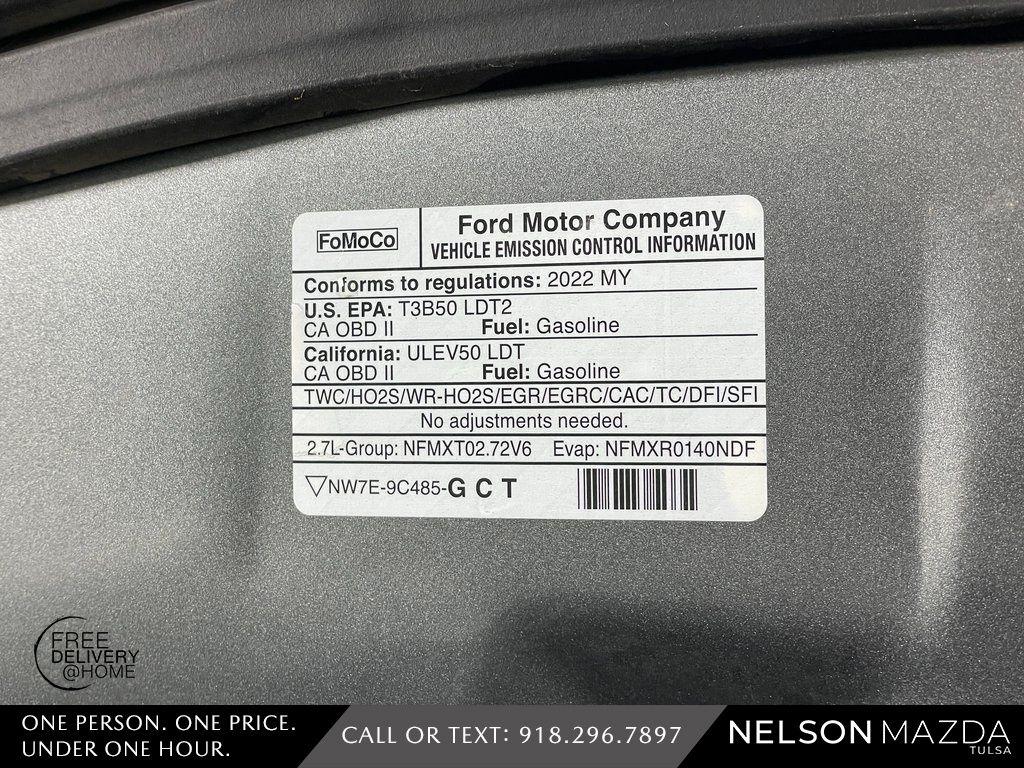 FoMoCo
Ford Motor Company
VEHICLE EMISSION CONTROL INFORMATION
Conforms to regulations: 2022 MY
U.S. EPA: T3B50 LDT2
CA OBD II Fuel: Gasoline
California: ULEV50 LDT
CA OBD II Fuel: Gasoline
TWC/HO2S/WR-HO2S/EGR/EGRC/CAC/TC/DFI/SFI
No adjustments needed.
2.7L-Group: NFMXT02.72V6 Evap: NFMXR0140NDF
NW7E-9C485-G C T
FREE
DELIVERY
@HOME
ONE PERSON. ONE PRICE.
UNDER ONE HOUR.
CALL OR TEXT: 918.296.7897
NELSON MAZDA
TULSA